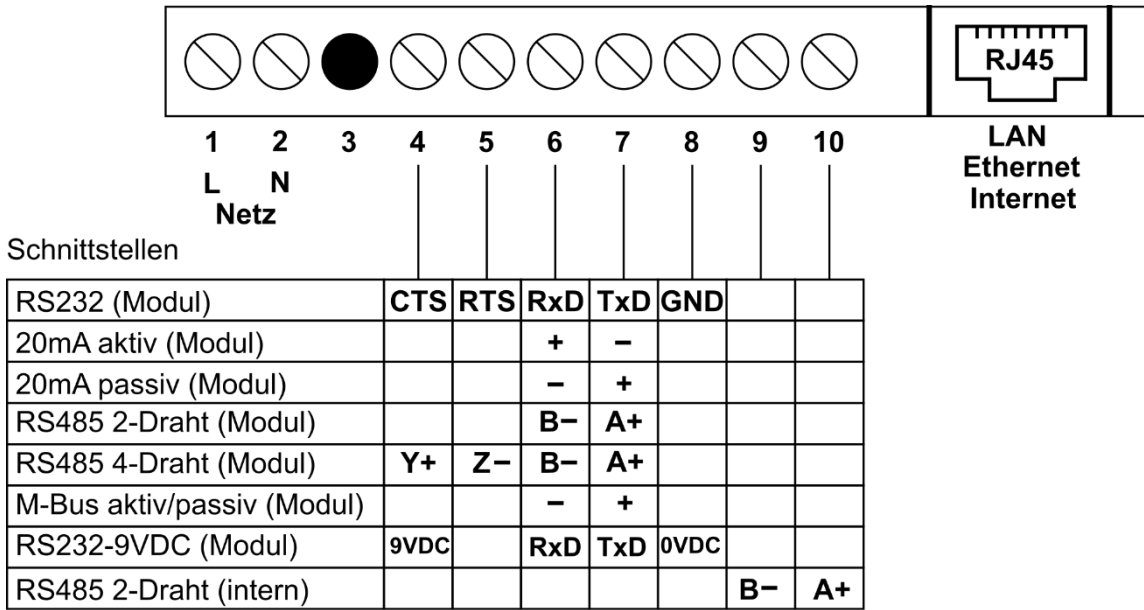 RJ45
1 2 3 4 5 6 7 8 9 10
LAN
Ethernet
Internet
L N
Netz
Schnittstellen
RS232 (Modul) CTS RTS RxD TxD GND
20mA aktiv (Modul) + −
20mA passiv (Modul) − +
RS485 2-Draht (Modul) B− A+
RS485 4-Draht (Modul) Y+ Z− B− A+
M-Bus aktiv/passiv (Modul) − +
RS232-9VDC (Modul) 9VDC RxD TxD 0VDC
RS485 2-Draht (intern) B− A+